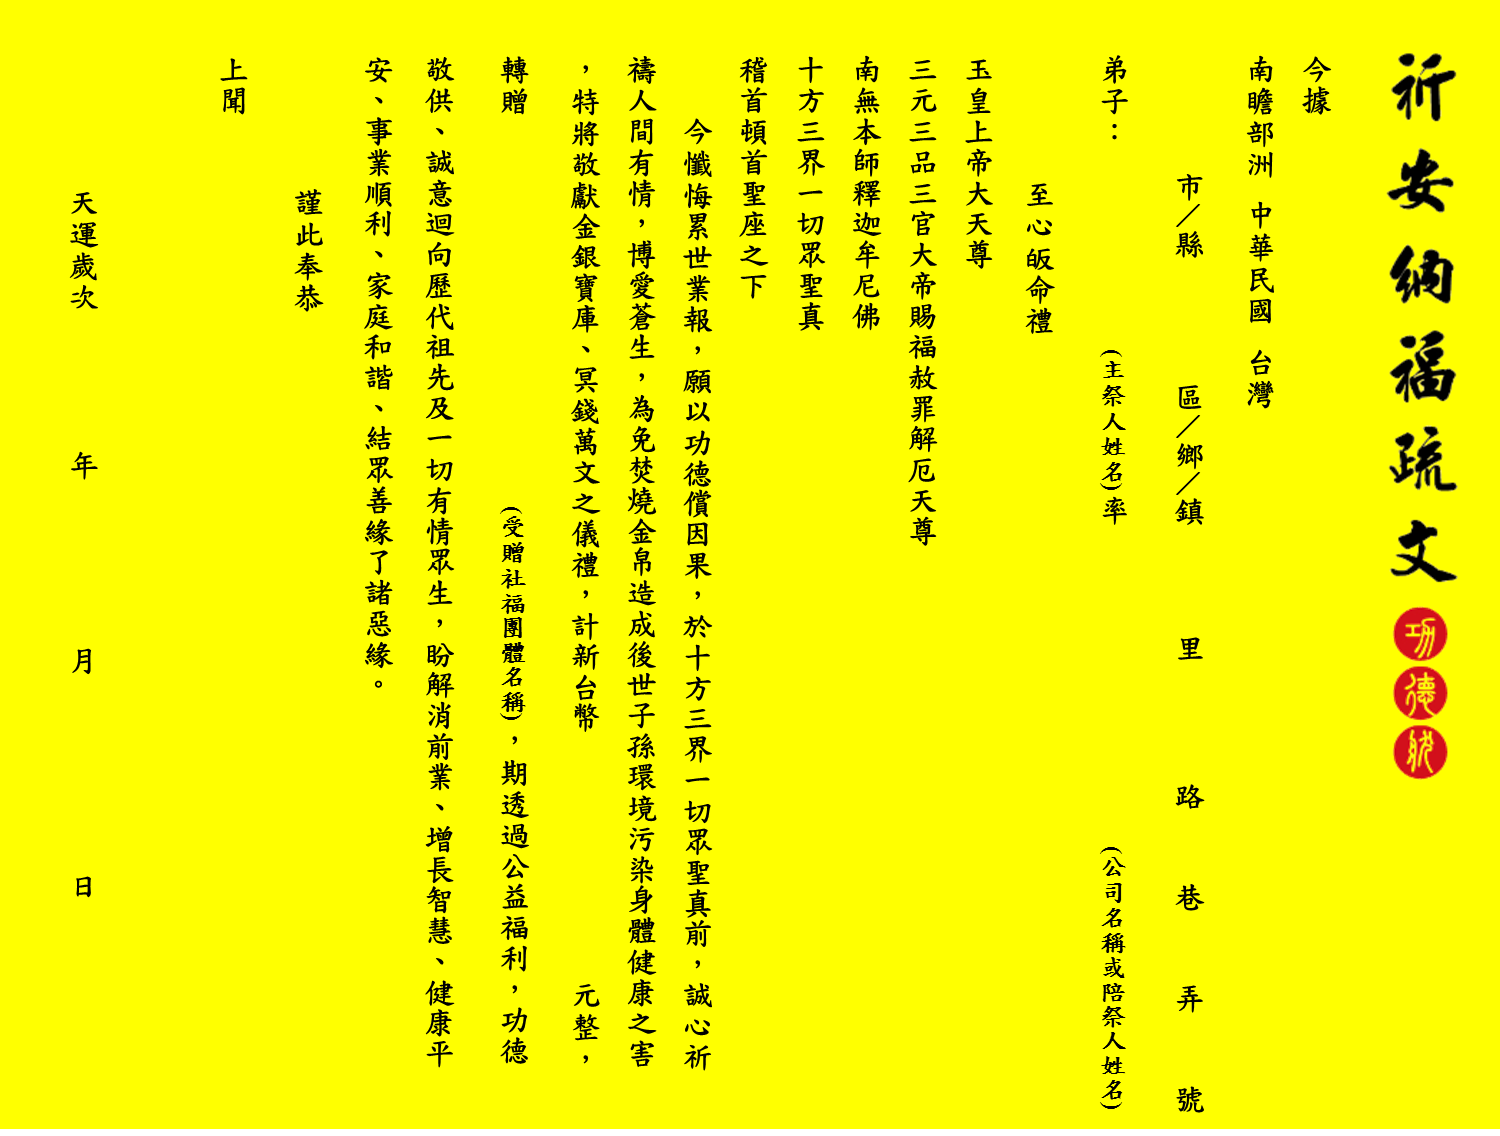 祈安納福疏文
功德狀
今據
南瞻部洲 中華民國 台灣
市/縣 區/鄉/鎮 里 路 巷 弄 號
弟子： (主祭人姓名)率 (公司名稱或陪祭人姓名)
至心皈命禮
玉皇上帝大天尊
三元三品三官大帝賜福赦罪解厄天尊
南無本師釋迦牟尼佛
十方三界一切眾聖真
稽首頓首聖座之下
今懺悔累世業報，願以功德償因果，於十方三界一切眾聖真前，誠心祈
禱人間有情，博愛蒼生，為免焚燒金帛造成後世子孫環境污染身體健康之害
，特將敬獻金銀寶庫、冥錢萬文之儀禮，計新台幣 元整，
轉贈 (受贈社福團體名稱)，期透過公益福利，功德
敬供、誠意迴向歷代祖先及一切有情眾生，盼解消前業、增長智慧、健康平
安、事業順利、家庭和諧、結眾善緣了諸惡緣。
謹此奉恭
上聞
天運歲次 年 月 日